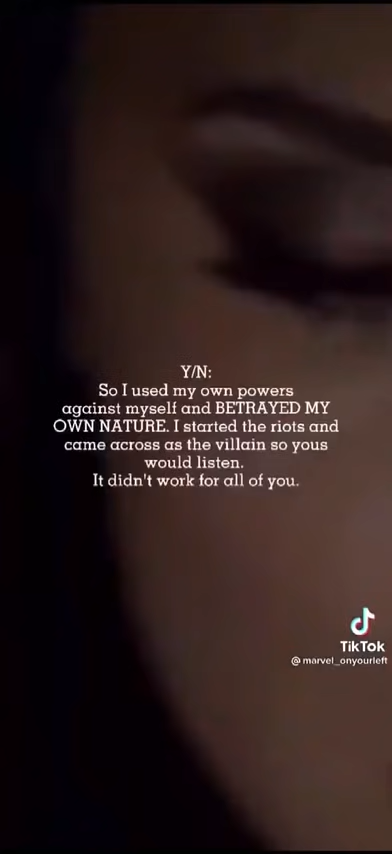 Y/N:
So I used my own powers
against myself and BETRAYED MY
OWN NATURE. I started the riots and
came across as the villain so yous
would listen.
It didn't work for all of you.
TikTok
@marvel_onyourleft